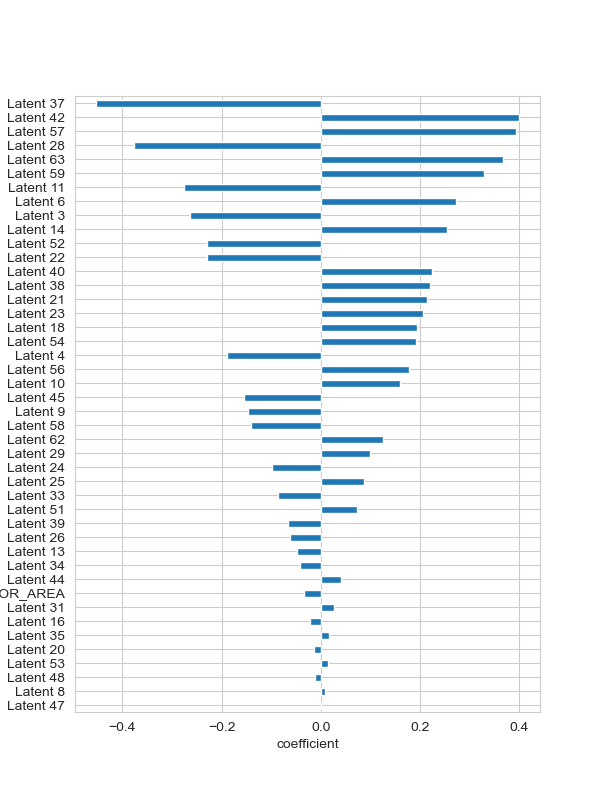 Latent 37
Latent 42
Latent 57
Latent 28
Latent 63
Latent 59
Latent 11
Latent 6
Latent 3
Latent 14
Latent 52
Latent 22
Latent 40
Latent 38
Latent 21
Latent 23
Latent 18
Latent 54
Latent 4
Latent 56
Latent 10
Latent 45
Latent 9
Latent 58
Latent 62
Latent 29
Latent 24
Latent 25
Latent 33
Latent 51
Latent 39
Latent 26
Latent 13
Latent 34
Latent 44
OR_AREA
Latent 31
Latent 16
Latent 35
Latent 20
Latent 53
Latent 48
Latent 8
Latent 47
−0.4 −0.2 0.0 0.2 0.4
coefficient